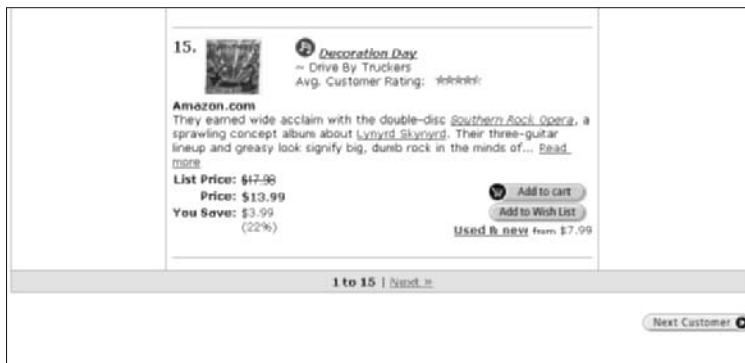 15.
Decoration Day
~ Drive By Truckers
Avg. Customer Rating:
Amazon.com
They earned wide acclaim with the double-disc Southern Rock Opera, a
sprawling concept album about Lynyrd Skynyrd. Their three-guitar
lineup and greasy look signify big, dumb rock in the minds of... Read
more
List Price: $17.98
Price: $13.99
You Save: $3.99
(22%)
Add to cart
Add to Wish List
Used & new from $7.99
1 to 15 | Next »
Next Customer